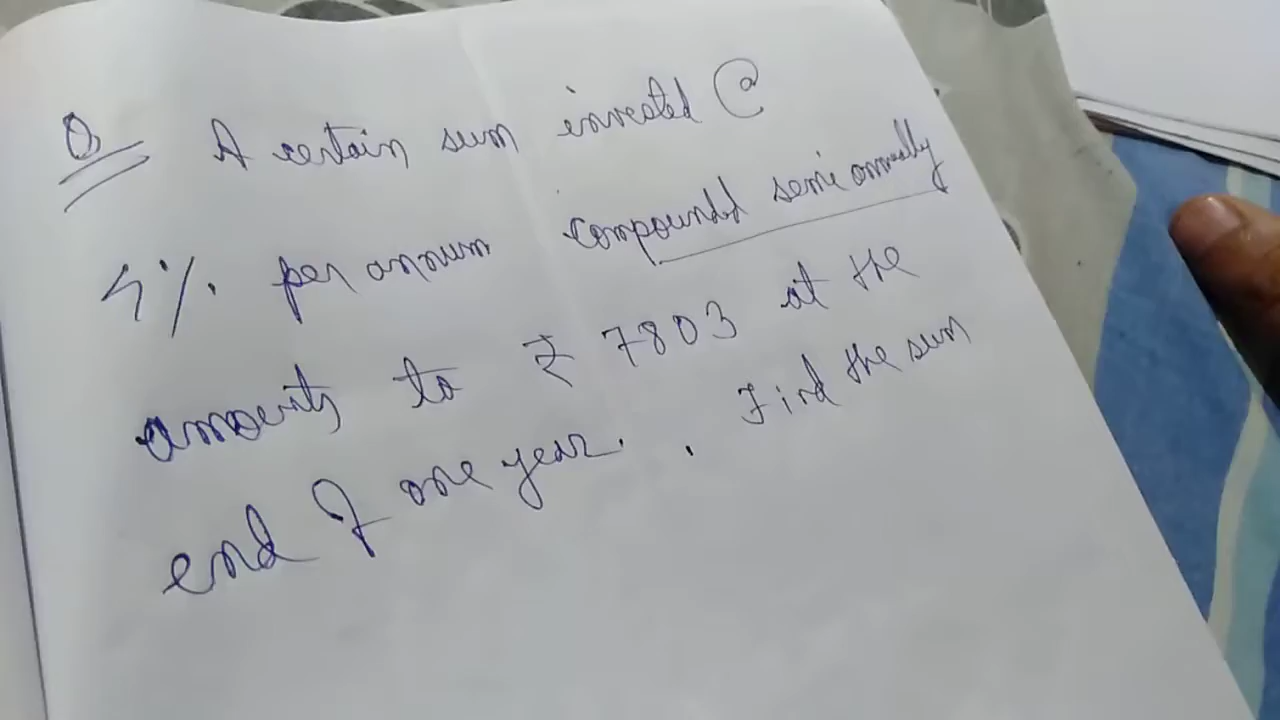 Q A certain sum invested @
4% per annum compounded semi annually
amounts to ₹ 7803 at the
end of one year. . Find the sum